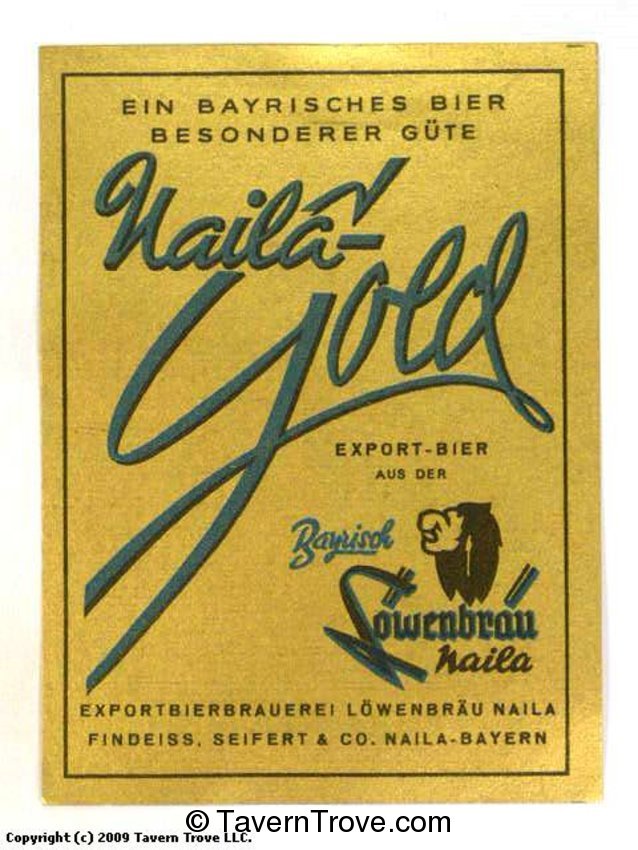 EIN BAYRISCHES BIER
BESONDERER GÜTE
Naila-
Gold
EXPORT-BIER
AUS DER
Bayrisch
Löwenbräu
Naila
EXPORTBIERBRAUEREI LÖWENBRÄU NAILA
FINDEISS, SEIFERT & CO. NAILA-BAYERN
© TavernTrove.com
Copyright (c) 2009 Tavern Trove LLC.